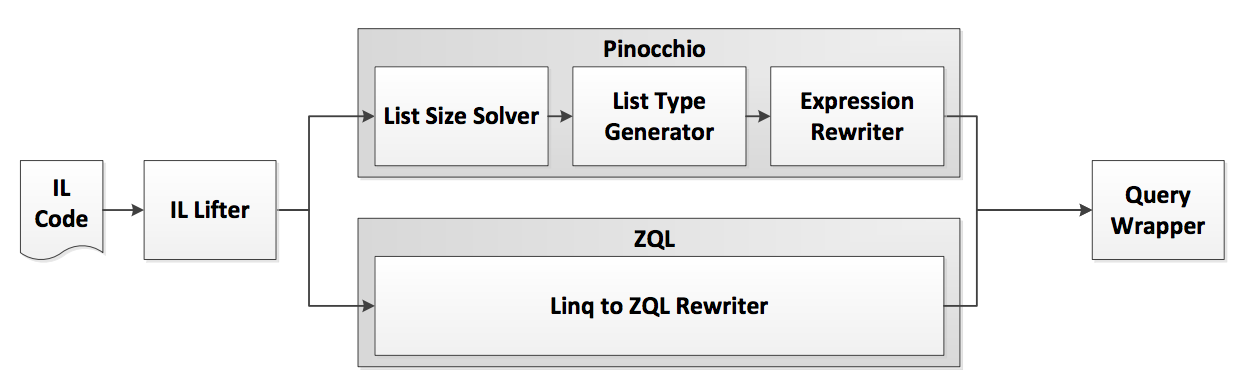 IL
Code
IL Lifter
Pinocchio
List Size Solver
List Type
Generator
Expression
Rewriter
ZQL
Linq to ZQL Rewriter
Query
Wrapper